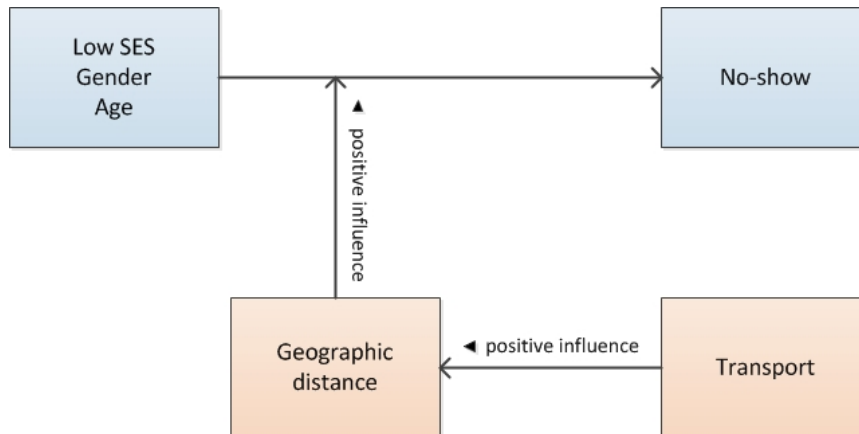 Low SES
Gender
Age
No-show
◄ positive influence
Geographic
distance
◄ positive influence
Transport